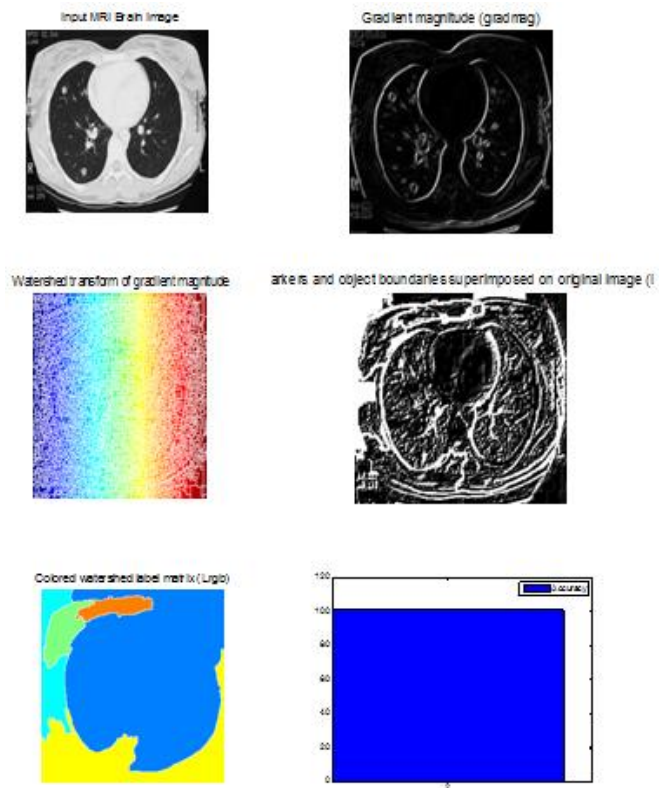 Input MRI Brain Image
Gradient magnitude (gradmag)
Watershed transform of gradient magnitude
arkers and object boundaries superimposed on original image (I
Colored watershed label matrix (Lrgb)
120
100
80
60
40
20
0
Accuracy